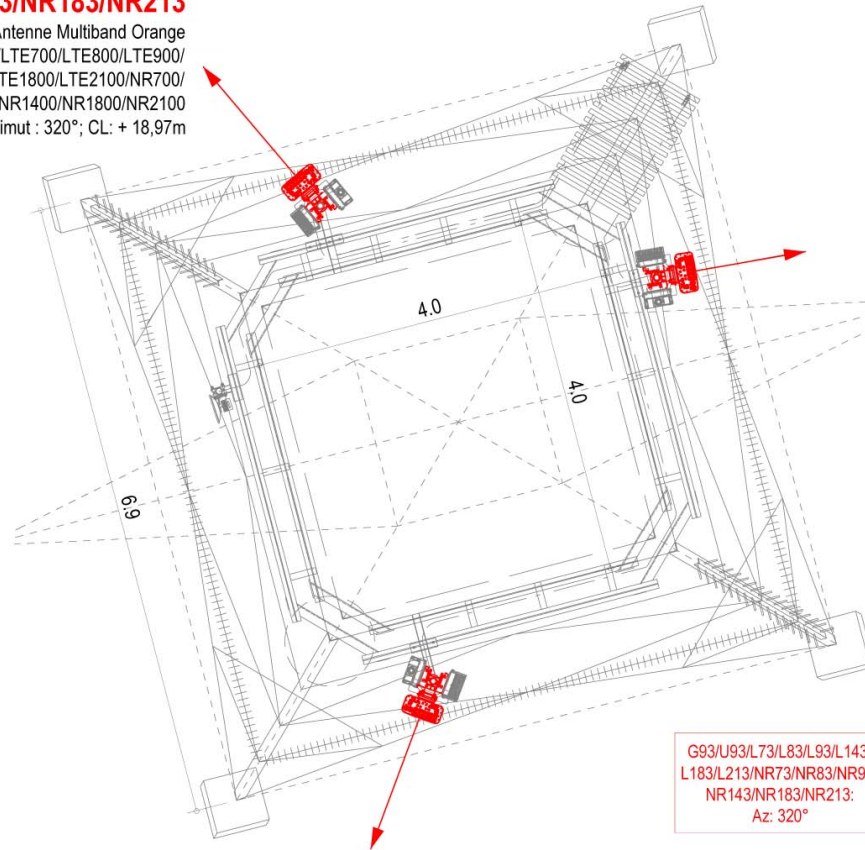 3/NR183/NR213
Antenne Multiband Orange
/LTE700/LTE800/LTE900/
TE1800/LTE2100/NR700/
NR1400/NR1800/NR2100
imut : 320°; CL: + 18,97m
4.0
4.0
6.9
G93/U93/L73/L83/L93/L143
L183/L213/NR73/NR83/NR9
NR143/NR183/NR213:
Az: 320°